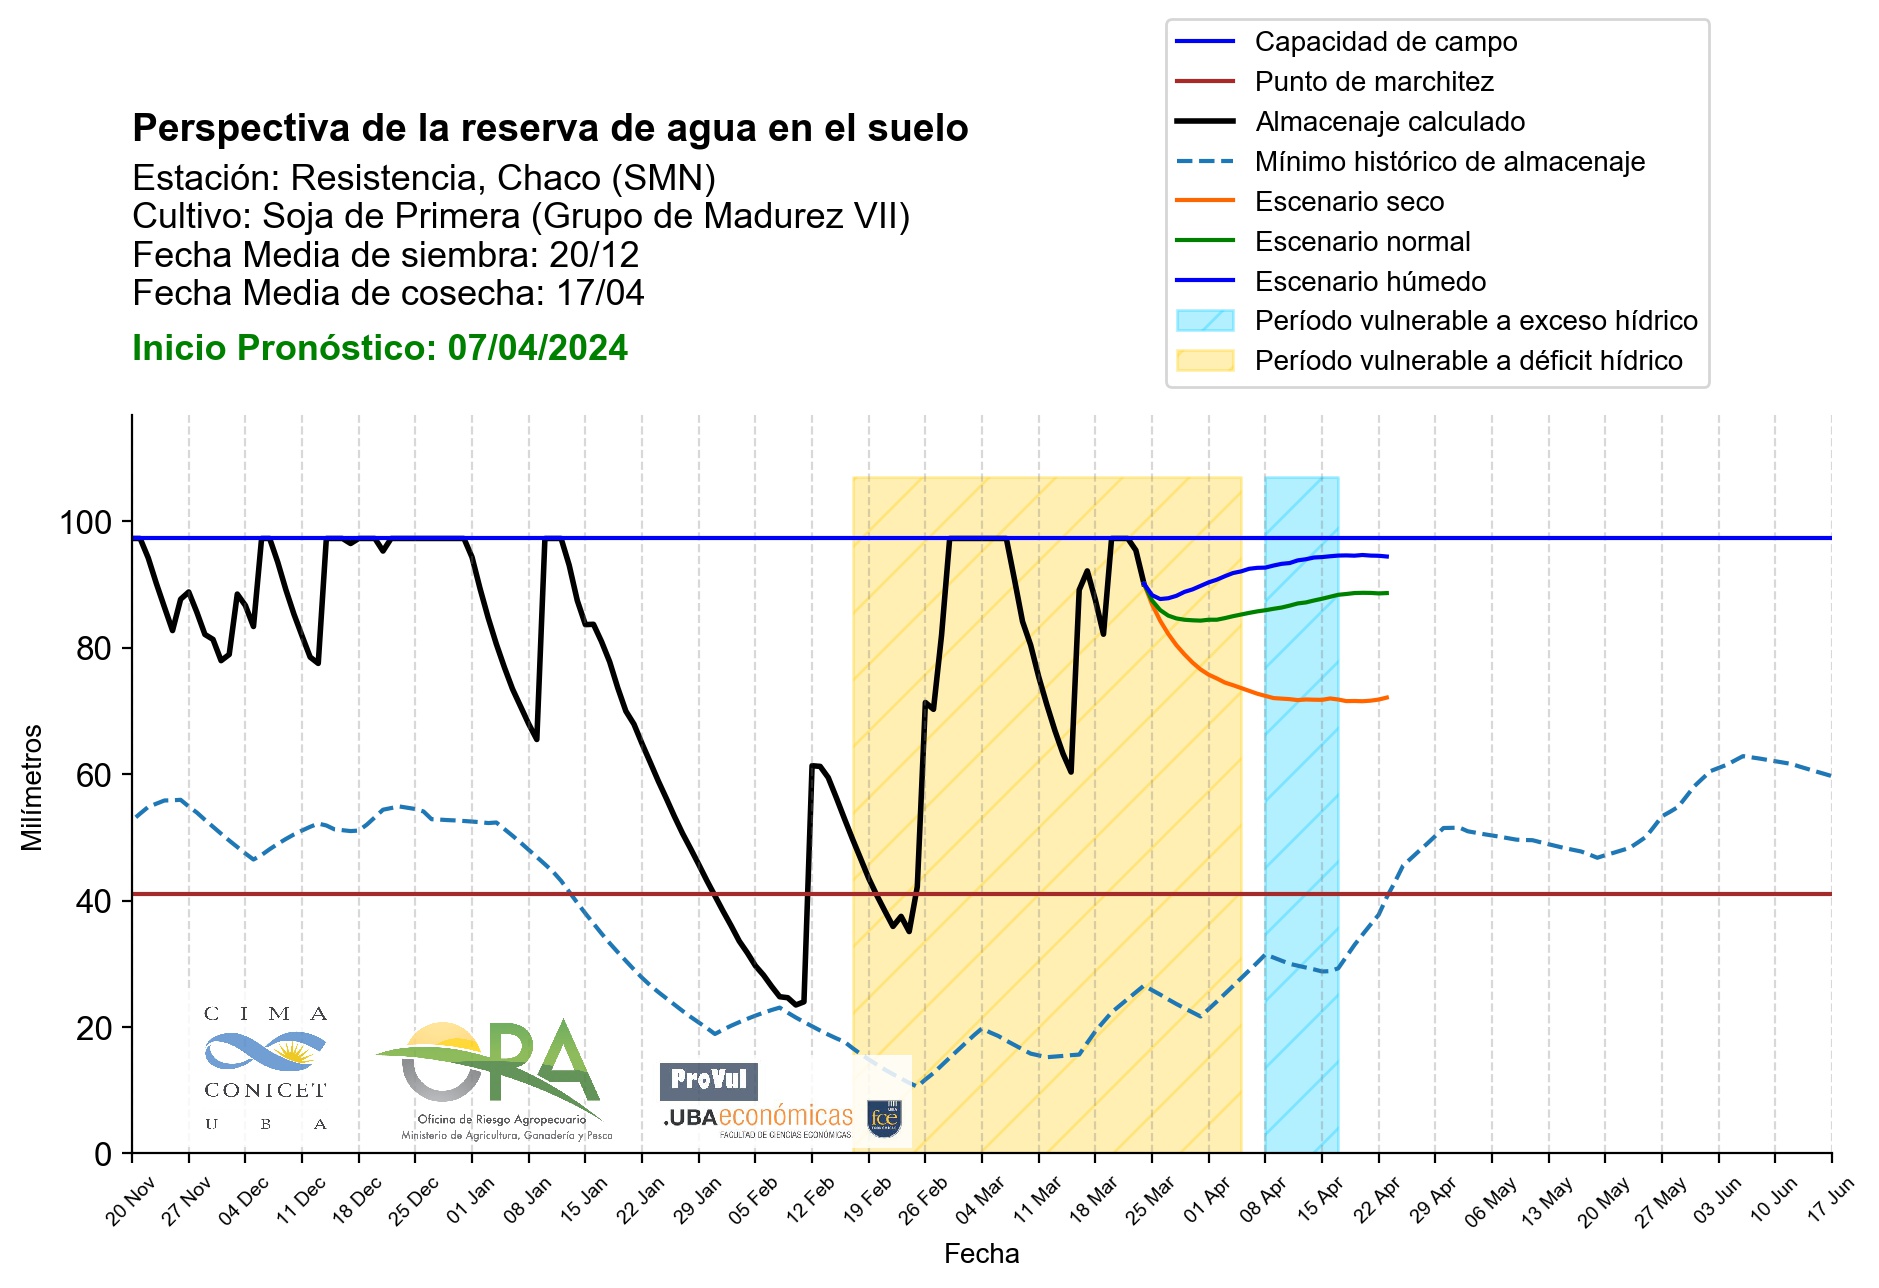 Capacidad de campo
Punto de marchitez
Almacenaje calculado
Mínimo histórico de almacenaje
Escenario seco
Escenario normal
Escenario húmedo
Período vulnerable a exceso hídrico
Período vulnerable a déficit hídrico
Perspectiva de la reserva de agua en el suelo
Estación: Resistencia, Chaco (SMN)
Cultivo: Soja de Primera (Grupo de Madurez VII)
Fecha Media de siembra: 20/12
Fecha Media de cosecha: 17/04
Inicio Pronóstico: 07/04/2024
100
80
60
40
20
0
Milímetros
C I M A
CONICET
U B A
ORA
Oficina de Riesgo Agropecuario
Ministerio de Agricultura, Ganadería y Pesca
ProVul
.UBAeconómicas
FACULTAD DE CIENCIAS ECONÓMICAS
fce
20 Nov
27 Nov
04 Dec
11 Dec
18 Dec
25 Dec
01 Jan
08 Jan
15 Jan
22 Jan
29 Jan
05 Feb
12 Feb
19 Feb
26 Feb
04 Mar
11 Mar
18 Mar
25 Mar
01 Apr
08 Apr
15 Apr
22 Apr
29 Apr
06 May
13 May
20 May
27 May
03 Jun
10 Jun
17 Jun
Fecha